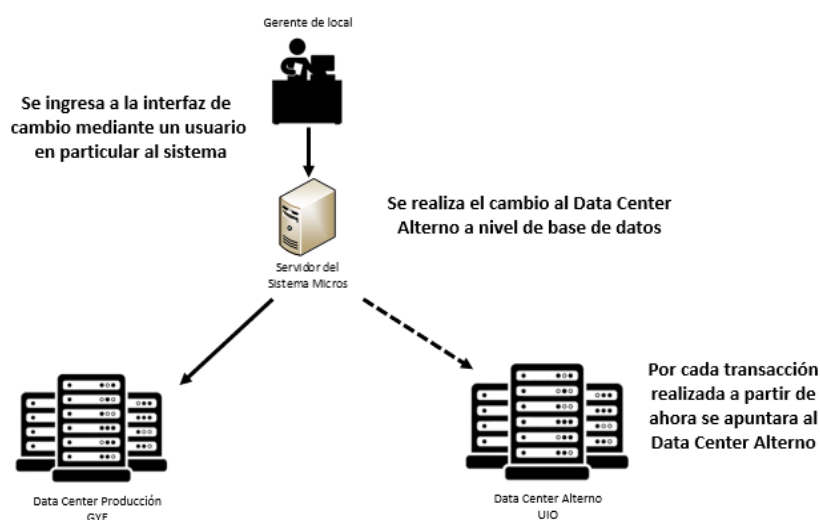 Gerente de local
Se ingresa a la interfaz de
cambio mediante un usuario
en particular al sistema
Se realiza el cambio al Data Center
Alterno a nivel de base de datos
Servidor del
Sistema Micros
Por cada transacción
realizada a partir de
ahora se apuntara al
Data Center Alterno
Data Center Producción
GYE
Data Center Alterno
UIO